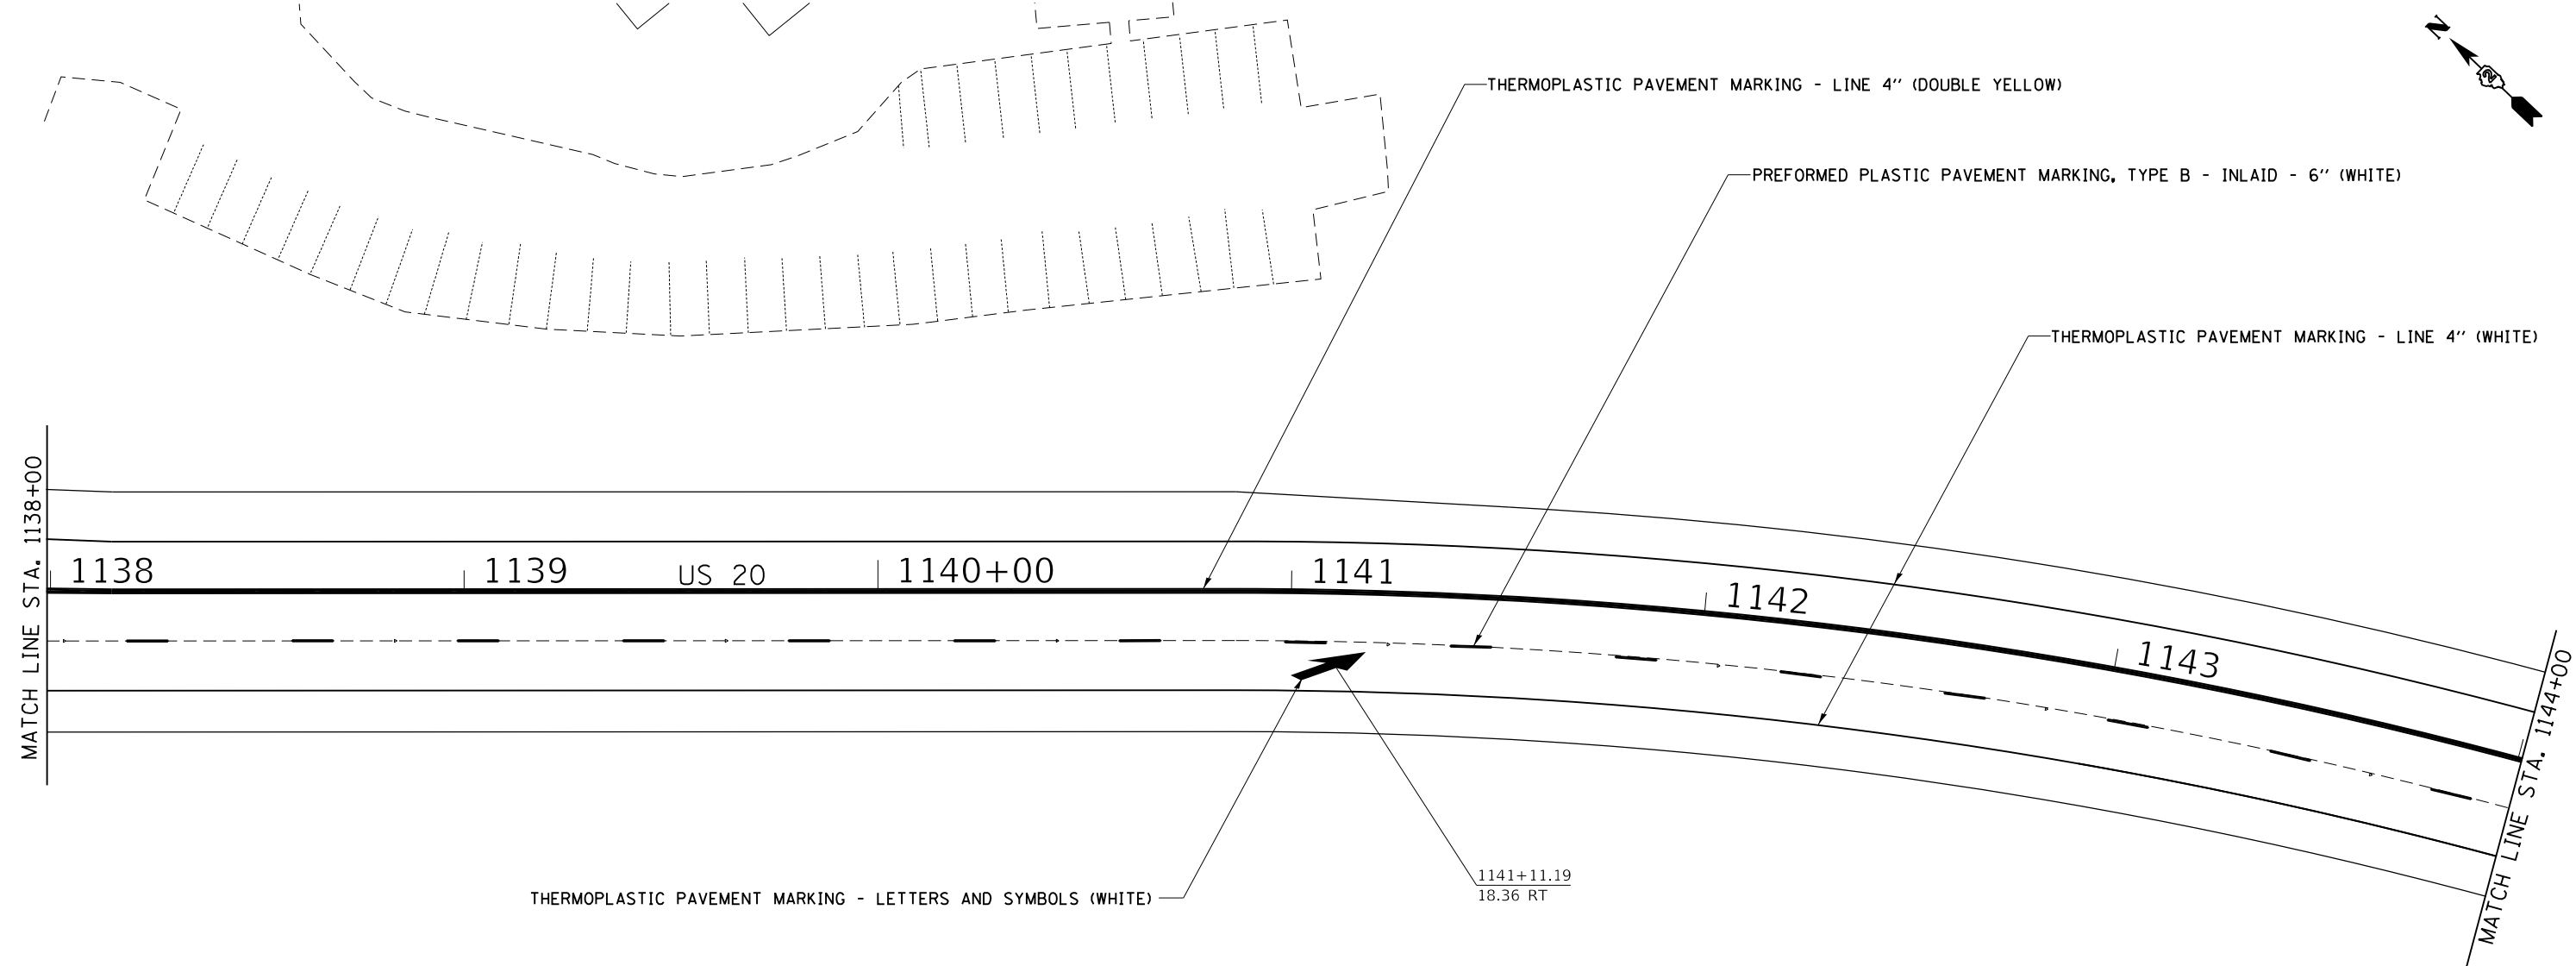 N
2
THERMOPLASTIC PAVEMENT MARKING - LINE 4'' (DOUBLE YELLOW)
PREFORMED PLASTIC PAVEMENT MARKING, TYPE B - INLAID - 6'' (WHITE)
THERMOPLASTIC PAVEMENT MARKING - LINE 4'' (WHITE)
MATCH LINE STA. 1138+00
1138
1139
US 20
1140+00
1141
1142
1143
MATCH LINE STA. 1144+00
1141+11.19
18.36 RT
THERMOPLASTIC PAVEMENT MARKING - LETTERS AND SYMBOLS (WHITE)